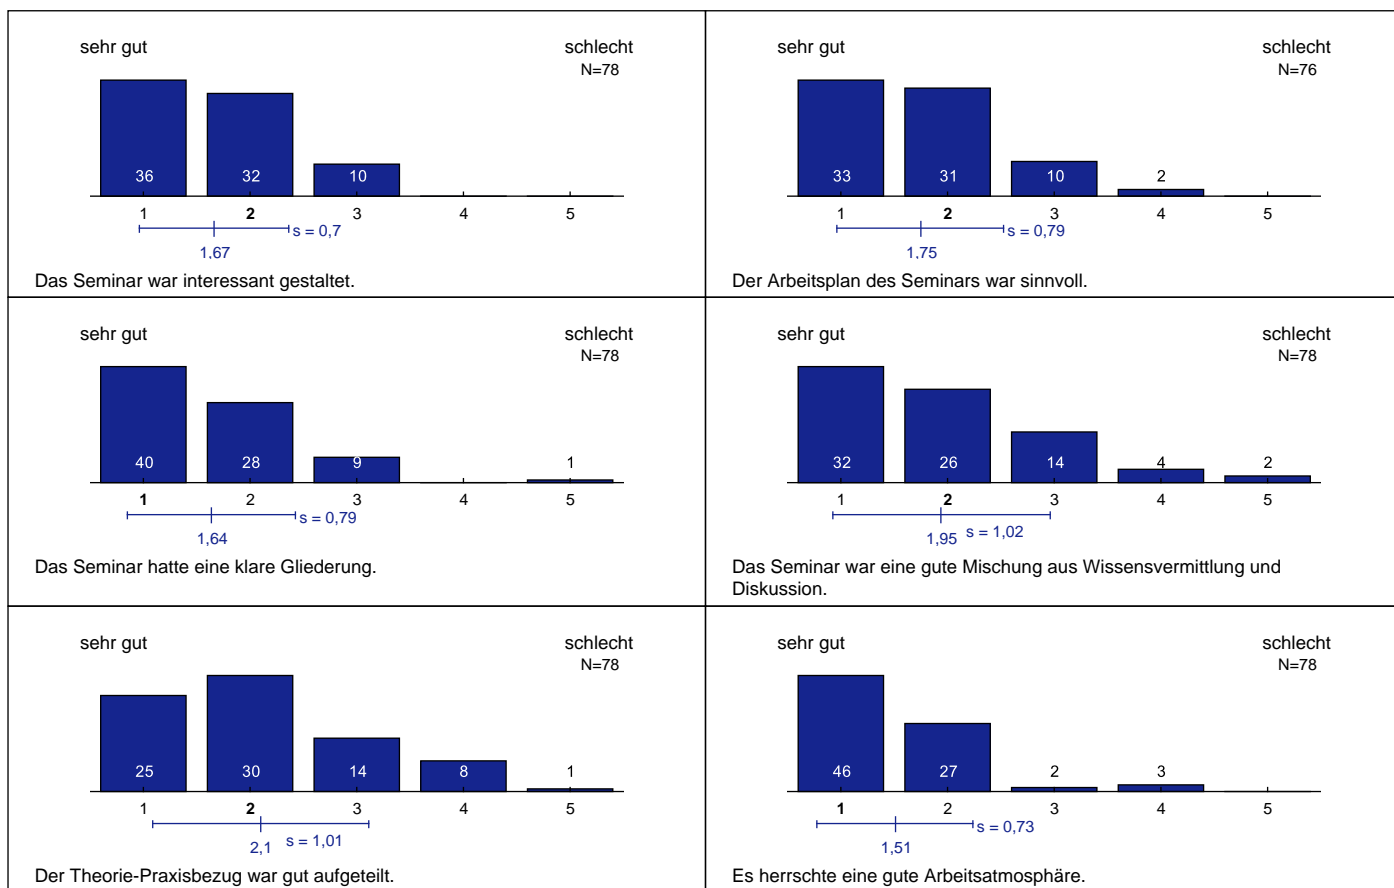 sehr gut schlecht
N=78
36 32 10
1 2 3 4 5
s = 0,7
1,67
Das Seminar war interessant gestaltet.
sehr gut schlecht
N=76
33 31 10 2
1 2 3 4 5
s = 0,79
1,75
Der Arbeitsplan des Seminars war sinnvoll.
sehr gut schlecht
N=78
40 28 9 1
1 2 3 4 5
s = 0,79
1,64
Das Seminar hatte eine klare Gliederung.
sehr gut schlecht
N=78
32 26 14 4 2
1 2 3 4 5
1,95 s = 1,02
Das Seminar war eine gute Mischung aus Wissensvermittlung und
Diskussion.
sehr gut schlecht
N=78
25 30 14 8 1
1 2 3 4 5
2,1 s = 1,01
Der Theorie-Praxisbezug war gut aufgeteilt.
sehr gut schlecht
N=78
46 27 2 3
1 2 3 4 5
s = 0,73
1,51
Es herrschte eine gute Arbeitsatmosphäre.